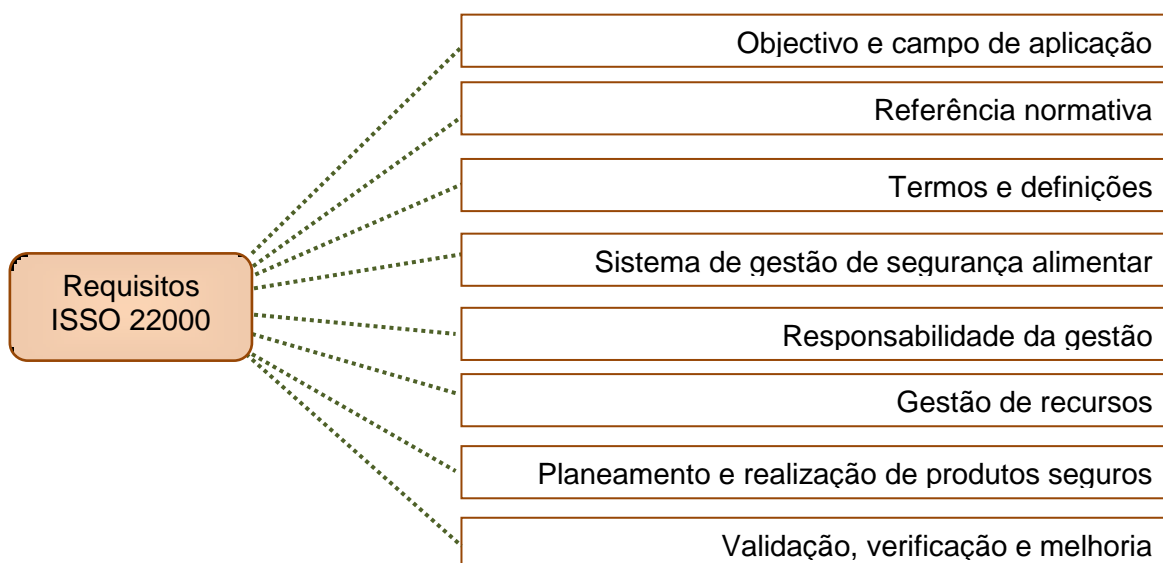 Objectivo e campo de aplicação
Referência normativa
Termos e definições
Sistema de gestão de segurança alimentar
Requisitos
ISSO 22000
Responsabilidade da gestão
Gestão de recursos
Planeamento e realização de produtos seguros
Validação, verificação e melhoria